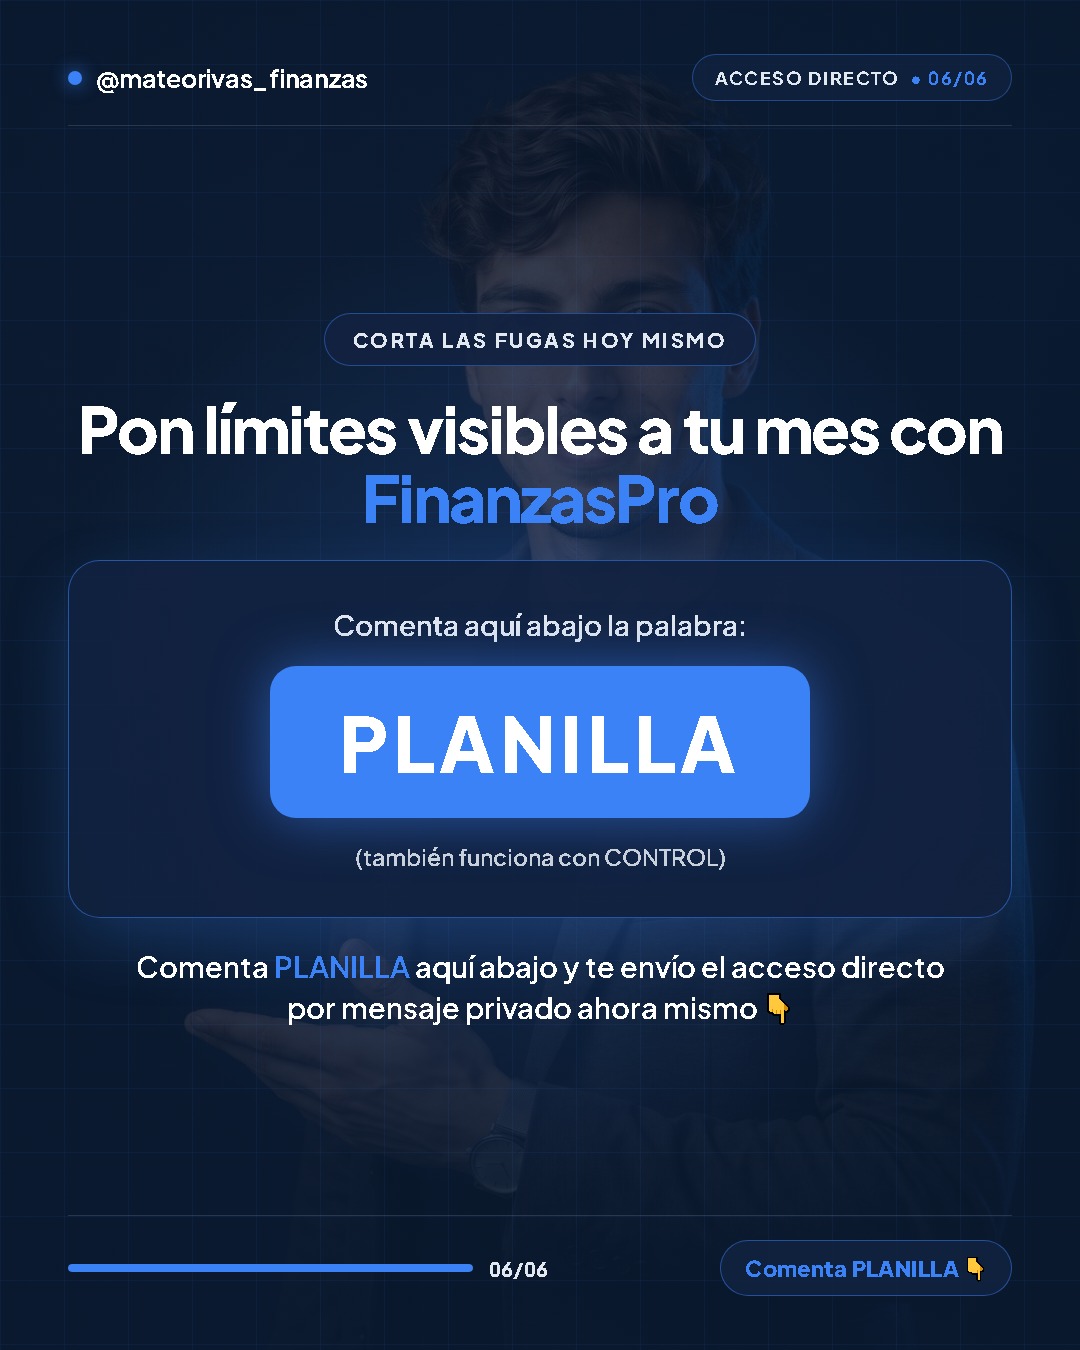 @mateorivas_finanzas
ACCESO DIRECTO • 06/06
CORTA LAS FUGAS HOY MISMO
Pon límites visibles a tu mes con
FinanzasPro
Comenta aquí abajo la palabra:
PLANILLA
(también funciona con CONTROL)
Comenta PLANILLA aquí abajo y te envío el acceso directo
por mensaje privado ahora mismo 👇
06/06
Comenta PLANILLA 👇